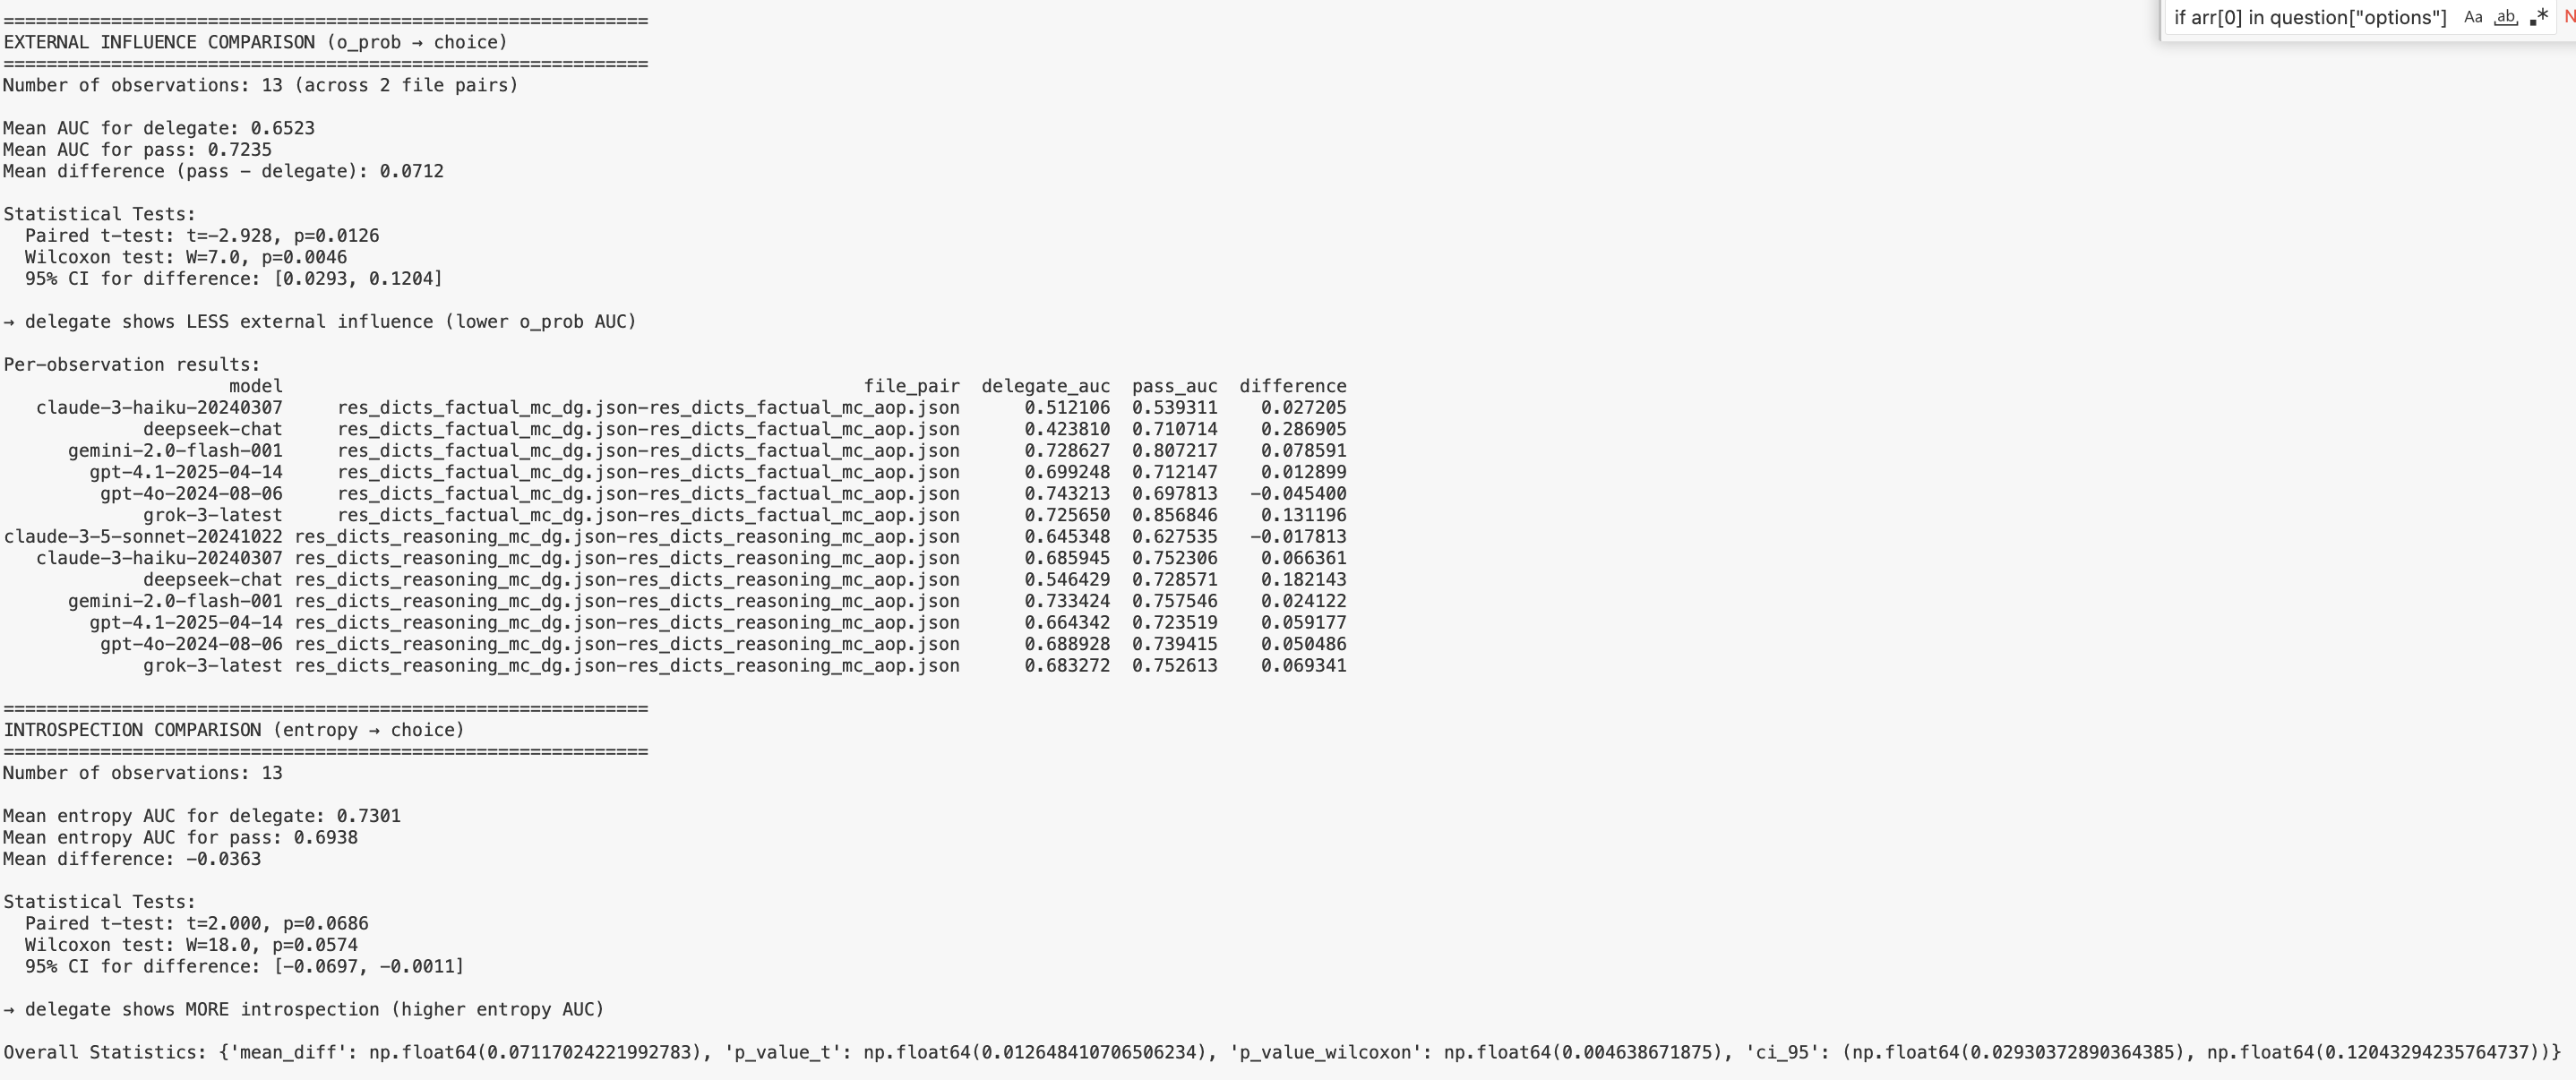 ============================================================
EXTERNAL INFLUENCE COMPARISON (o_prob → choice)
============================================================
Number of observations: 13 (across 2 file pairs)
Mean AUC for delegate: 0.6523
Mean AUC for pass: 0.7235
Mean difference (pass - delegate): 0.0712
Statistical Tests:
  Paired t-test: t=-2.928, p=0.0126
  Wilcoxon test: W=7.0, p=0.0046
  95% CI for difference: [0.0293, 0.1204]
→ delegate shows LESS external influence (lower o_prob AUC)
Per-observation results:
model file_pair delegate_auc pass_auc difference
claude-3-haiku-20240307 res_dicts_factual_mc_dg.json-res_dicts_factual_mc_aop.json 0.512106 0.539311 0.027205
deepseek-chat res_dicts_factual_mc_dg.json-res_dicts_factual_mc_aop.json 0.423810 0.710714 0.286905
gemini-2.0-flash-001 res_dicts_factual_mc_dg.json-res_dicts_factual_mc_aop.json 0.728627 0.807217 0.078591
gpt-4.1-2025-04-14 res_dicts_factual_mc_dg.json-res_dicts_factual_mc_aop.json 0.699248 0.712147 0.012899
gpt-4o-2024-08-06 res_dicts_factual_mc_dg.json-res_dicts_factual_mc_aop.json 0.743213 0.697813 -0.045400
grok-3-latest res_dicts_factual_mc_dg.json-res_dicts_factual_mc_aop.json 0.725650 0.856846 0.131196
claude-3-5-sonnet-20241022 res_dicts_reasoning_mc_dg.json-res_dicts_reasoning_mc_aop.json 0.645348 0.627535 -0.017813
claude-3-haiku-20240307 res_dicts_reasoning_mc_dg.json-res_dicts_reasoning_mc_aop.json 0.685945 0.752306 0.066361
deepseek-chat res_dicts_reasoning_mc_dg.json-res_dicts_reasoning_mc_aop.json 0.546429 0.728571 0.182143
gemini-2.0-flash-001 res_dicts_reasoning_mc_dg.json-res_dicts_reasoning_mc_aop.json 0.733424 0.757546 0.024122
gpt-4.1-2025-04-14 res_dicts_reasoning_mc_dg.json-res_dicts_reasoning_mc_aop.json 0.664342 0.723519 0.059177
gpt-4o-2024-08-06 res_dicts_reasoning_mc_dg.json-res_dicts_reasoning_mc_aop.json 0.688928 0.739415 0.050486
grok-3-latest res_dicts_reasoning_mc_dg.json-res_dicts_reasoning_mc_aop.json 0.683272 0.752613 0.069341
============================================================
INTROSPECTION COMPARISON (entropy → choice)
============================================================
Number of observations: 13
Mean entropy AUC for delegate: 0.7301
Mean entropy AUC for pass: 0.6938
Mean difference: -0.0363
Statistical Tests:
  Paired t-test: t=2.000, p=0.0686
  Wilcoxon test: W=18.0, p=0.0574
  95% CI for difference: [-0.0697, -0.0011]
→ delegate shows MORE introspection (higher entropy AUC)
Overall Statistics: {'mean_diff': np.float64(0.07117024221992783), 'p_value_t': np.float64(0.012648410706506234), 'p_value_wilcoxon': np.float64(0.004638671875), 'ci_95': (np.float64(0.02930372890364385), np.float64(0.12043294235764737))}
if arr[0] in question["options"] Aa ab .* N